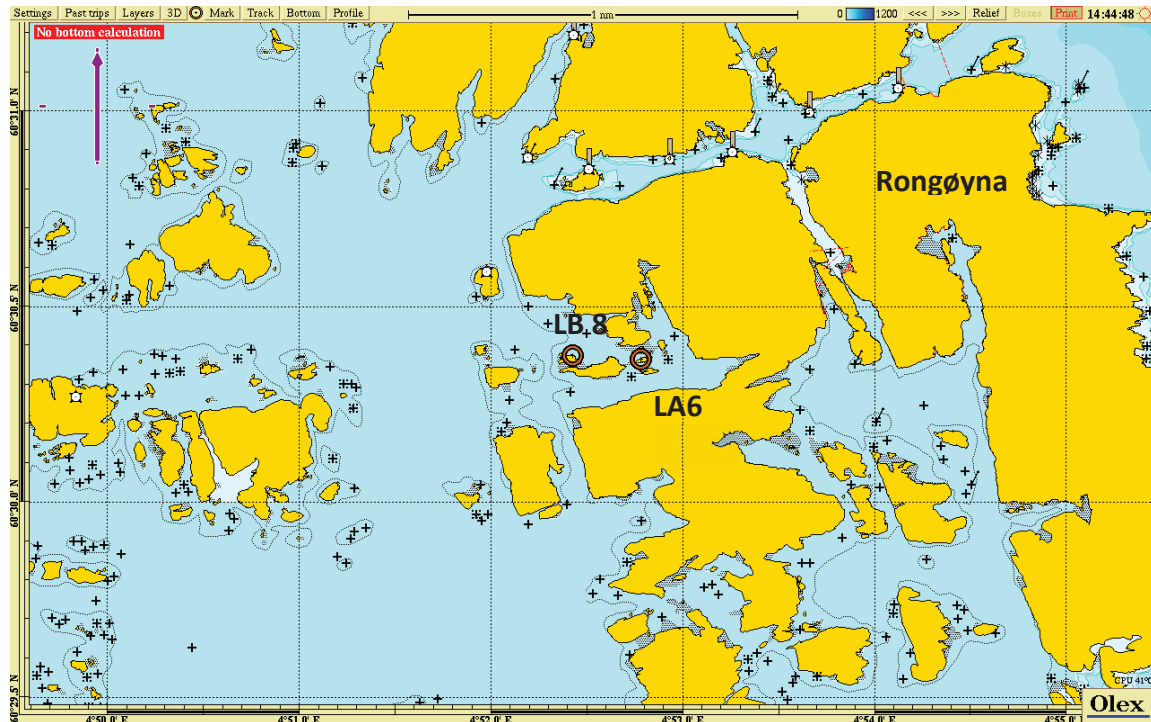 Settings Past trips Layers 3D Mark Track Bottom Profile 1 nm 0 1200 <<< >>> Relief Boxes Print 14:44:48
No bottom calculation
60°31.0' N
Rongøyna
60°30.5' N
LB 8
LA6
60°30.0' N
CPU 41°C
60°29.5' N
Olex
4°50.0' E 4°51.0' E 4°52.0' E 4°53.0' E 4°54.0' E 4°55.0' E